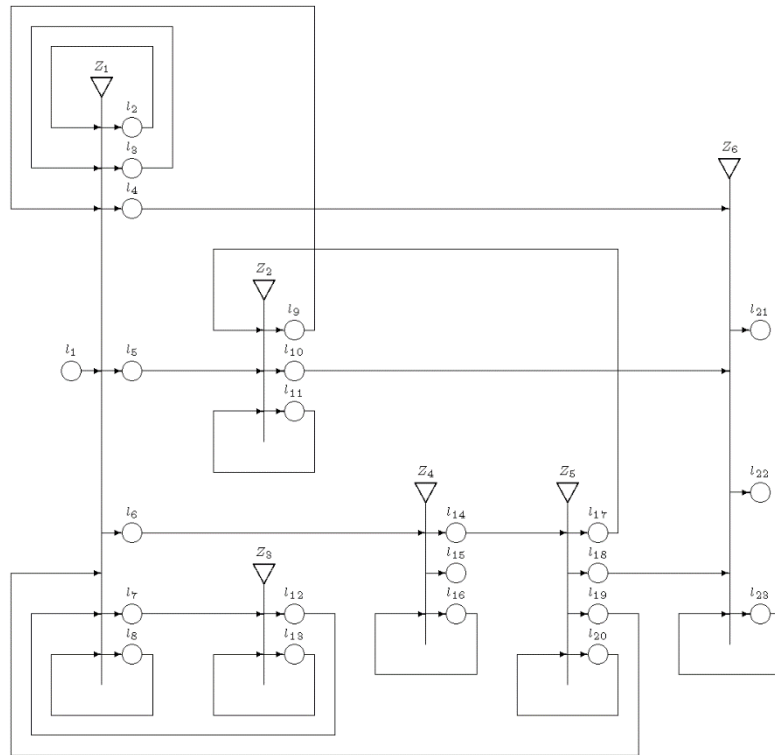 Z₁
l₂
l₃
Z₆
l₄
Z₂
l₉
l₂₁
l₁
l₅
l₁₀
l₁₁
Z₄
Z₅
l₂₂
l₆
l₁₄
l₁₇
Z₃
l₁₅
l₁₈
l₇
l₁₂
l₁₆
l₁₉
l₂₃
l₈
l₁₃
l₂₀